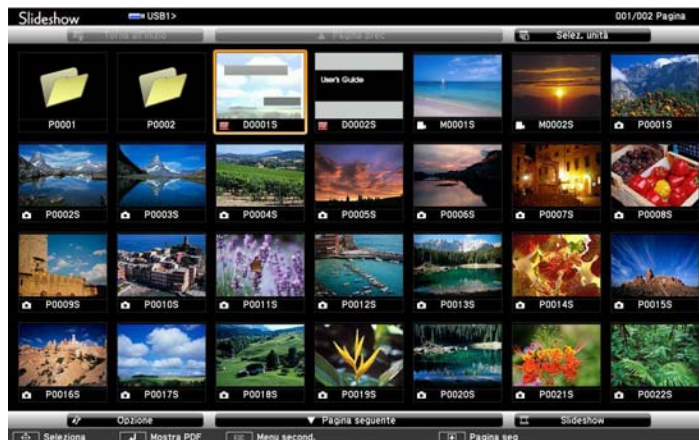 Slideshow USB1> 001/002 Pagina
Torna all'inizio ▲ Pagina prec Selez. unità
User's Guide
P0001 P0002 D0001S D0002S M0001S M0002S P0001S
P0002S P0003S P0004S P0005S P0006S P0007S P0008S
P0009S P0010S P0011S P0012S P0013S P0014S P0015S
P0016S P0017S P0018S P0019S P0020S P0021S P0022S
Opzione ▼ Pagina seguente Slideshow
Seleziona Mostra PDF Esc Menu second. Pagina seg